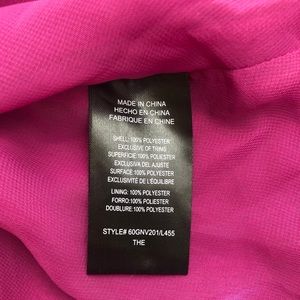 MADE IN CHINA
HECHO EN CHINA
FABRIQUE EN CHINE
SHELL: 100% POLYESTER
EXCLUSIVE OF TRIMS
SUPERFICIE: 100% POLIESTER
EXCLUSIVA DEL AJUSTE
SURFACE: 100% POLYESTER
EXCLUSIVITÉ DE L'ÉQUILIBRE
LINING: 100% POLYESTER
FORRO: 100% POLIESTER
DOUBLURE: 100% POLYESTER
STYLE# 60GNV201/L455
THE